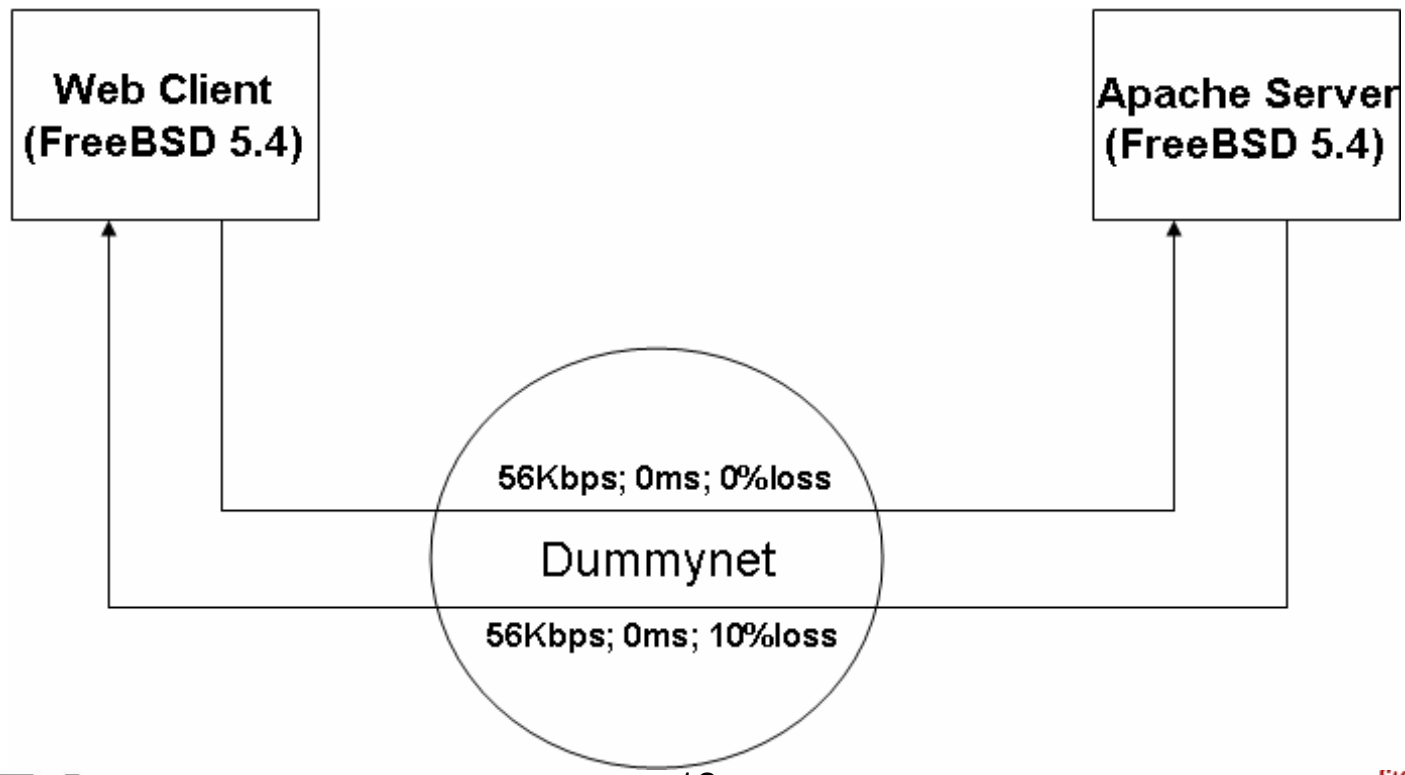 Web Client
(FreeBSD 5.4)
Apache Server
(FreeBSD 5.4)
56Kbps; 0ms; 0%loss
Dummynet
56Kbps; 0ms; 10%loss